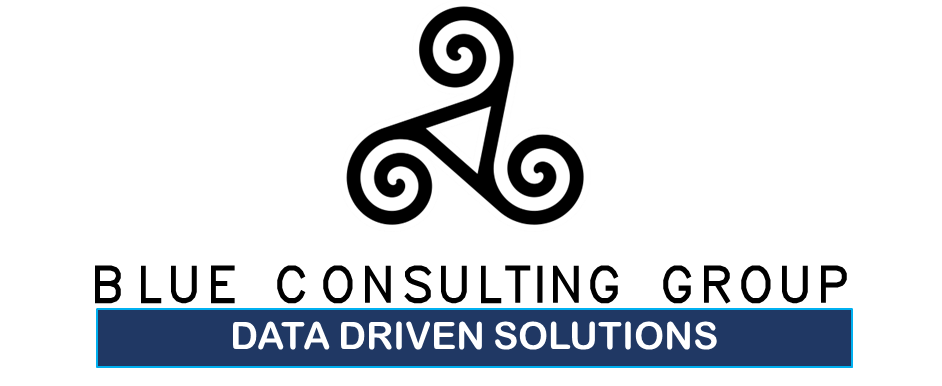 BLUE CONSULTING GROUP
DATA DRIVEN SOLUTIONS